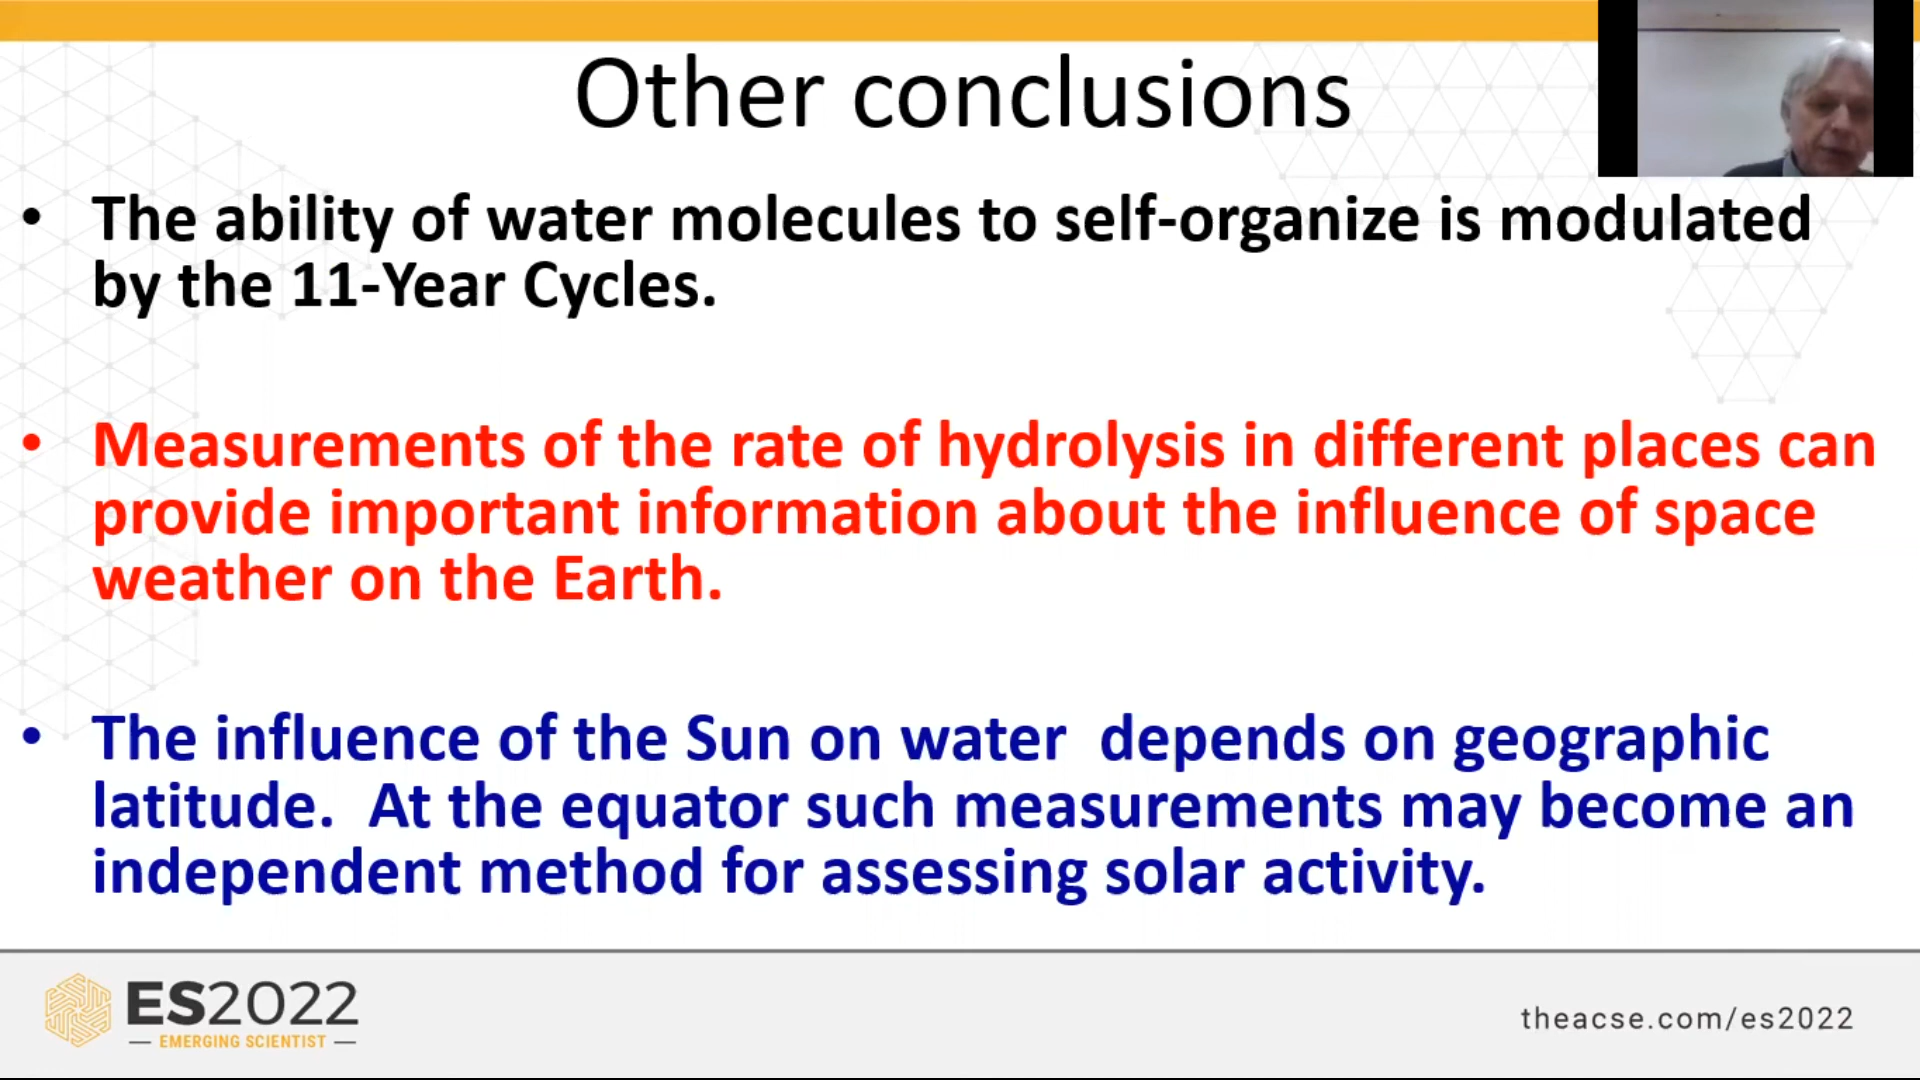 Other conclusions
• The ability of water molecules to self-organize is modulated
by the 11-Year Cycles.
• Measurements of the rate of hydrolysis in different places can
provide important information about the influence of space
weather on the Earth.
• The influence of the Sun on water  depends on geographic
latitude.  At the equator such measurements may become an
independent method for assessing solar activity.
ES2022
— EMERGING SCIENTIST —
theacse.com/es2022